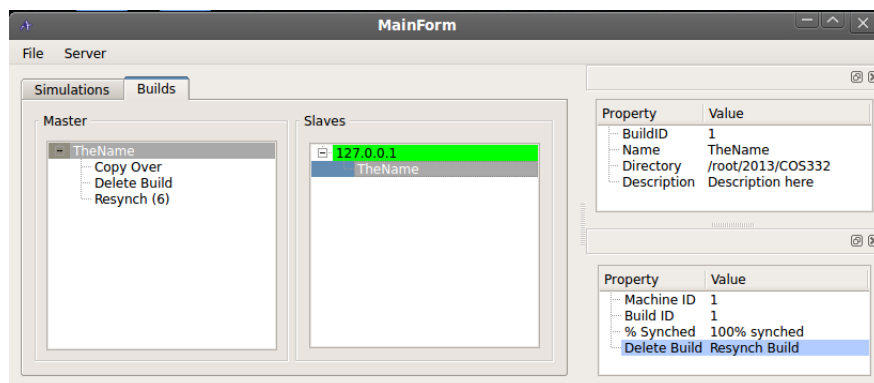 MainForm
File Server
Simulations Builds
Master
TheName
Copy Over
Delete Build
Resynch (6)
Slaves
127.0.0.1
TheName
Property Value
BuildID 1
Name TheName
Directory /root/2013/COS332
Description Description here
Property Value
Machine ID 1
Build ID 1
% Synched 100% synched
Delete Build Resynch Build